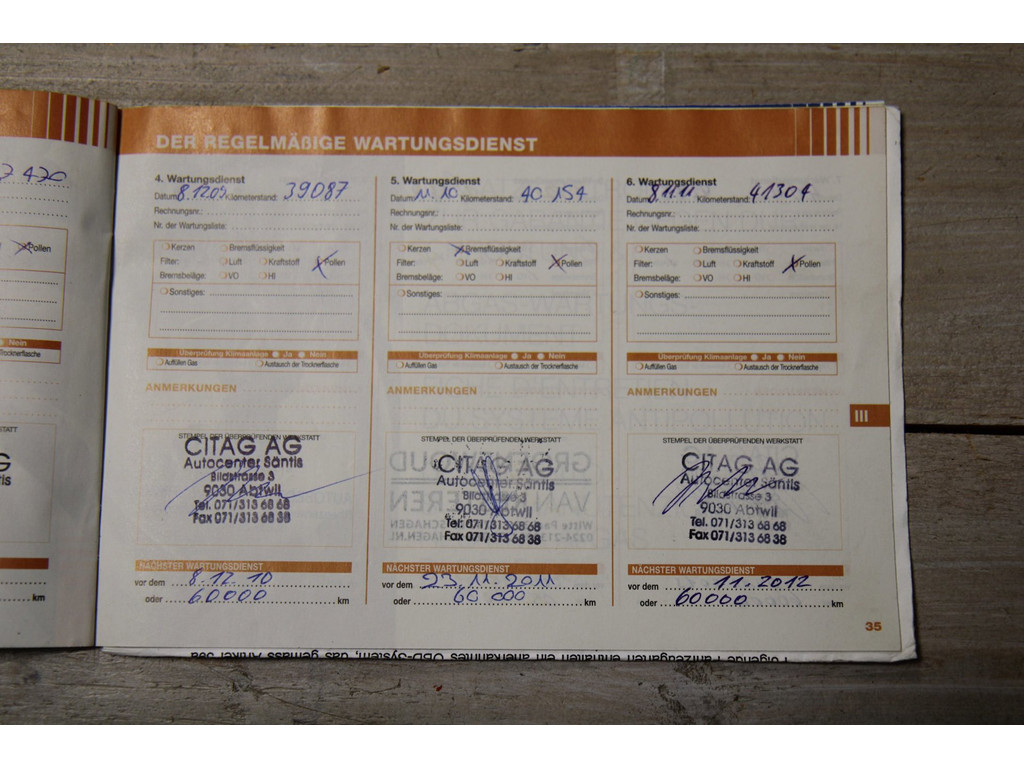 DER REGELMÄßIGE WARTUNGSDIENST
7 420
Pollen
Nein
Trocknerflasche
km
4. Wartungsdienst
Datum: 8.12.09 Kilometerstand: 39087
Rechnungsnr.:
Nr. der Wartungsliste:
Kerzen Bremsflüssigkeit
Filter: Luft Kraftstoff Pollen
Bremsbeläge: VO HI
Sonstiges:
Überprüfung Klimaanlage Ja Nein
Auffüllen Gas Austausch der Trocknerflasche
ANMERKUNGEN
STEMPEL DER ÜBERPRÜFENDEN WERKSTATT
CITAG AG
Autocenter Säntis
Bildstrasse 3
9030 Abtwil
Tel. 071/313 68 68
Fax 071/313 68 38
NÄCHSTER WARTUNGSDIENST
vor dem 8.12.10
oder 60000 km
5. Wartungsdienst
Datum: 11.10 Kilometerstand: 40 154
Rechnungsnr.:
Nr. der Wartungsliste:
Kerzen Bremsflüssigkeit
Filter: Luft Kraftstoff Pollen
Bremsbeläge: VO HI
Sonstiges:
Überprüfung Klimaanlage Ja Nein
Auffüllen Gas Austausch der Trocknerflasche
ANMERKUNGEN
STEMPEL DER ÜBERPRÜFENDEN WERKSTATT
CITAG AG
Autocenter Säntis
Bildstrasse 3
9030 Abtwil
Tel. 071/313 68 68
Fax 071/313 68 38
NÄCHSTER WARTUNGSDIENST
vor dem 23.11.2011
oder 60 000 km
6. Wartungsdienst
Datum: 8.11.11 Kilometerstand: 41304
Rechnungsnr.:
Nr. der Wartungsliste:
Kerzen Bremsflüssigkeit
Filter: Luft Kraftstoff Pollen
Bremsbeläge: VO HI
Sonstiges:
Überprüfung Klimaanlage Ja Nein
Auffüllen Gas Austausch der Trocknerflasche
ANMERKUNGEN
STEMPEL DER ÜBERPRÜFENDEN WERKSTATT
CITAG AG
Autocenter Säntis
Bildstrasse 3
9030 Abtwil
Tel. 071/313 68 68
Fax 071/313 68 38
NÄCHSTER WARTUNGSDIENST
vor dem 11.2012
oder 60000 km
III
35